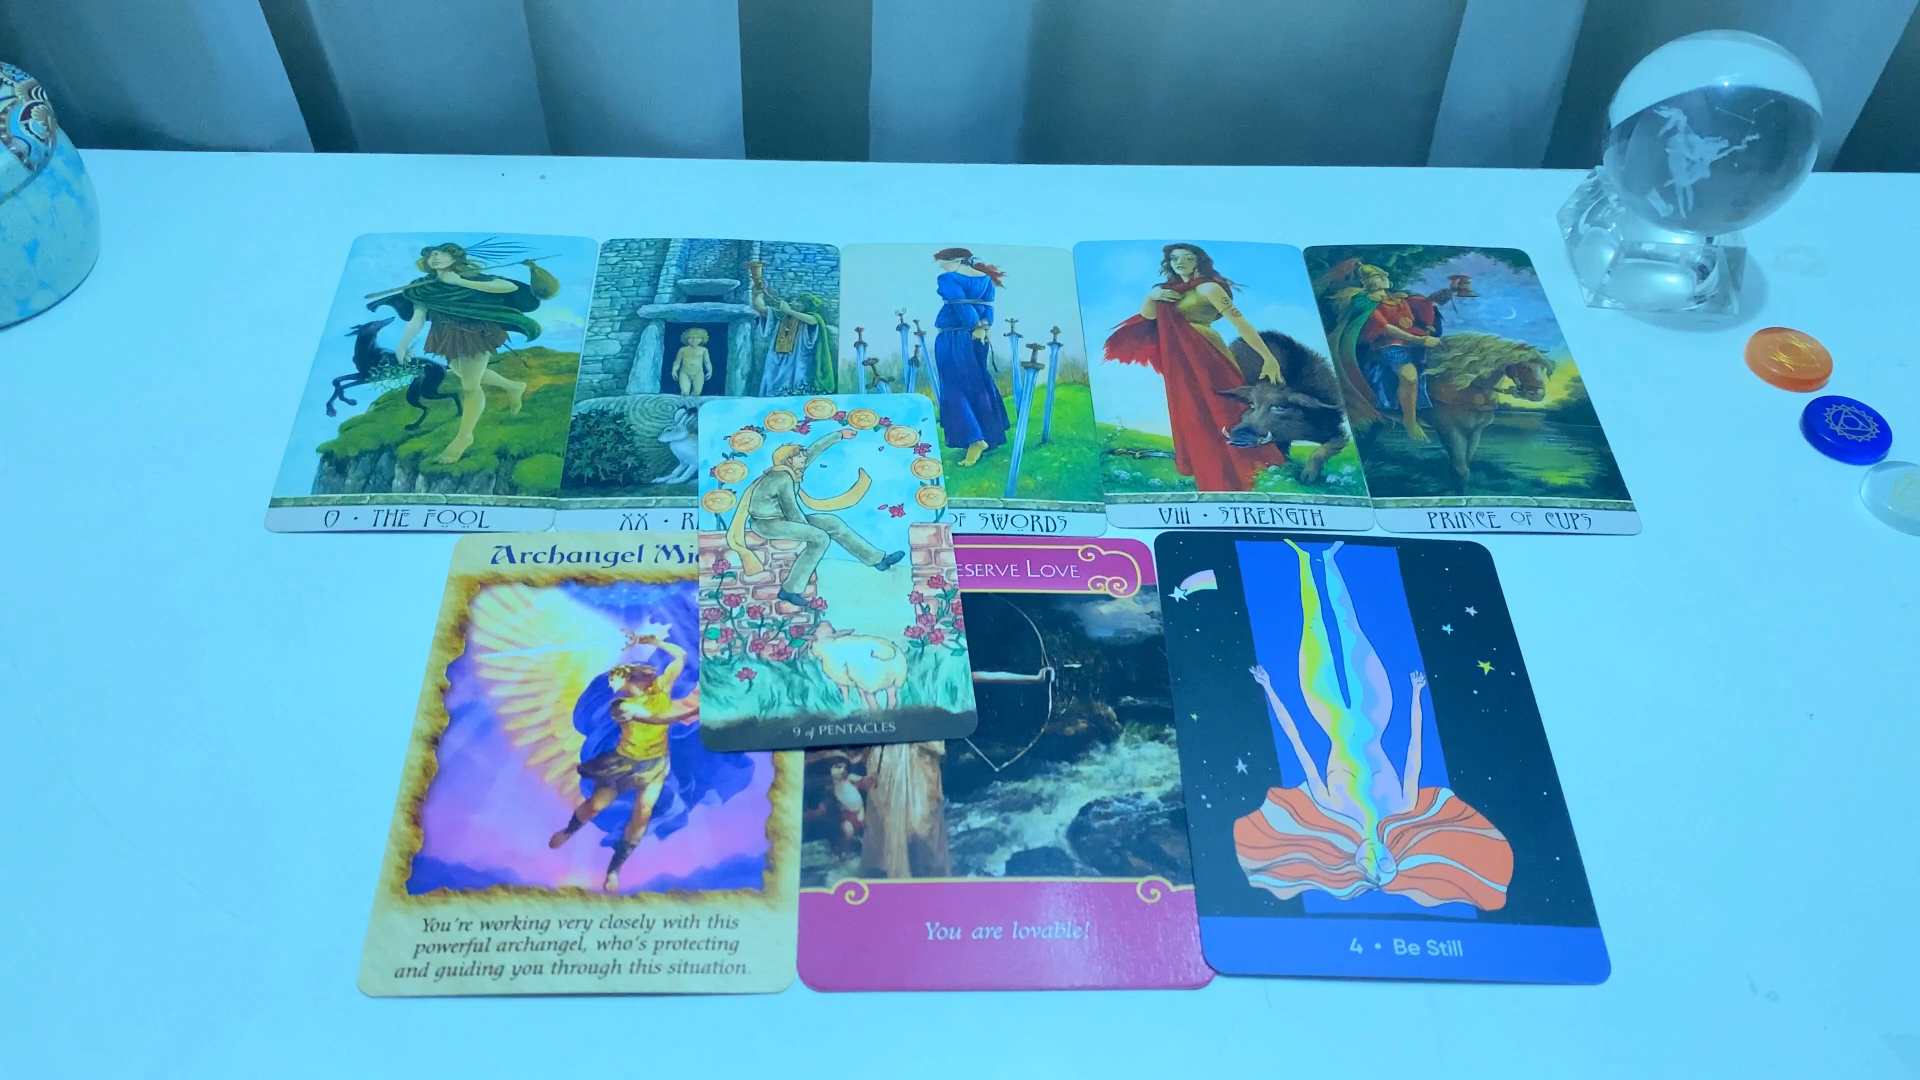 0 • THE FOOL
XX • R
OF SWORDS
VIII • STRENGTH
PRINCE OF CUPS
Archangel Mi
ESERVE LOVE
9 of PENTACLES
You're working very closely with this
powerful archangel, who's protecting
and guiding you through this situation.
You are lovable!
4 • Be Still